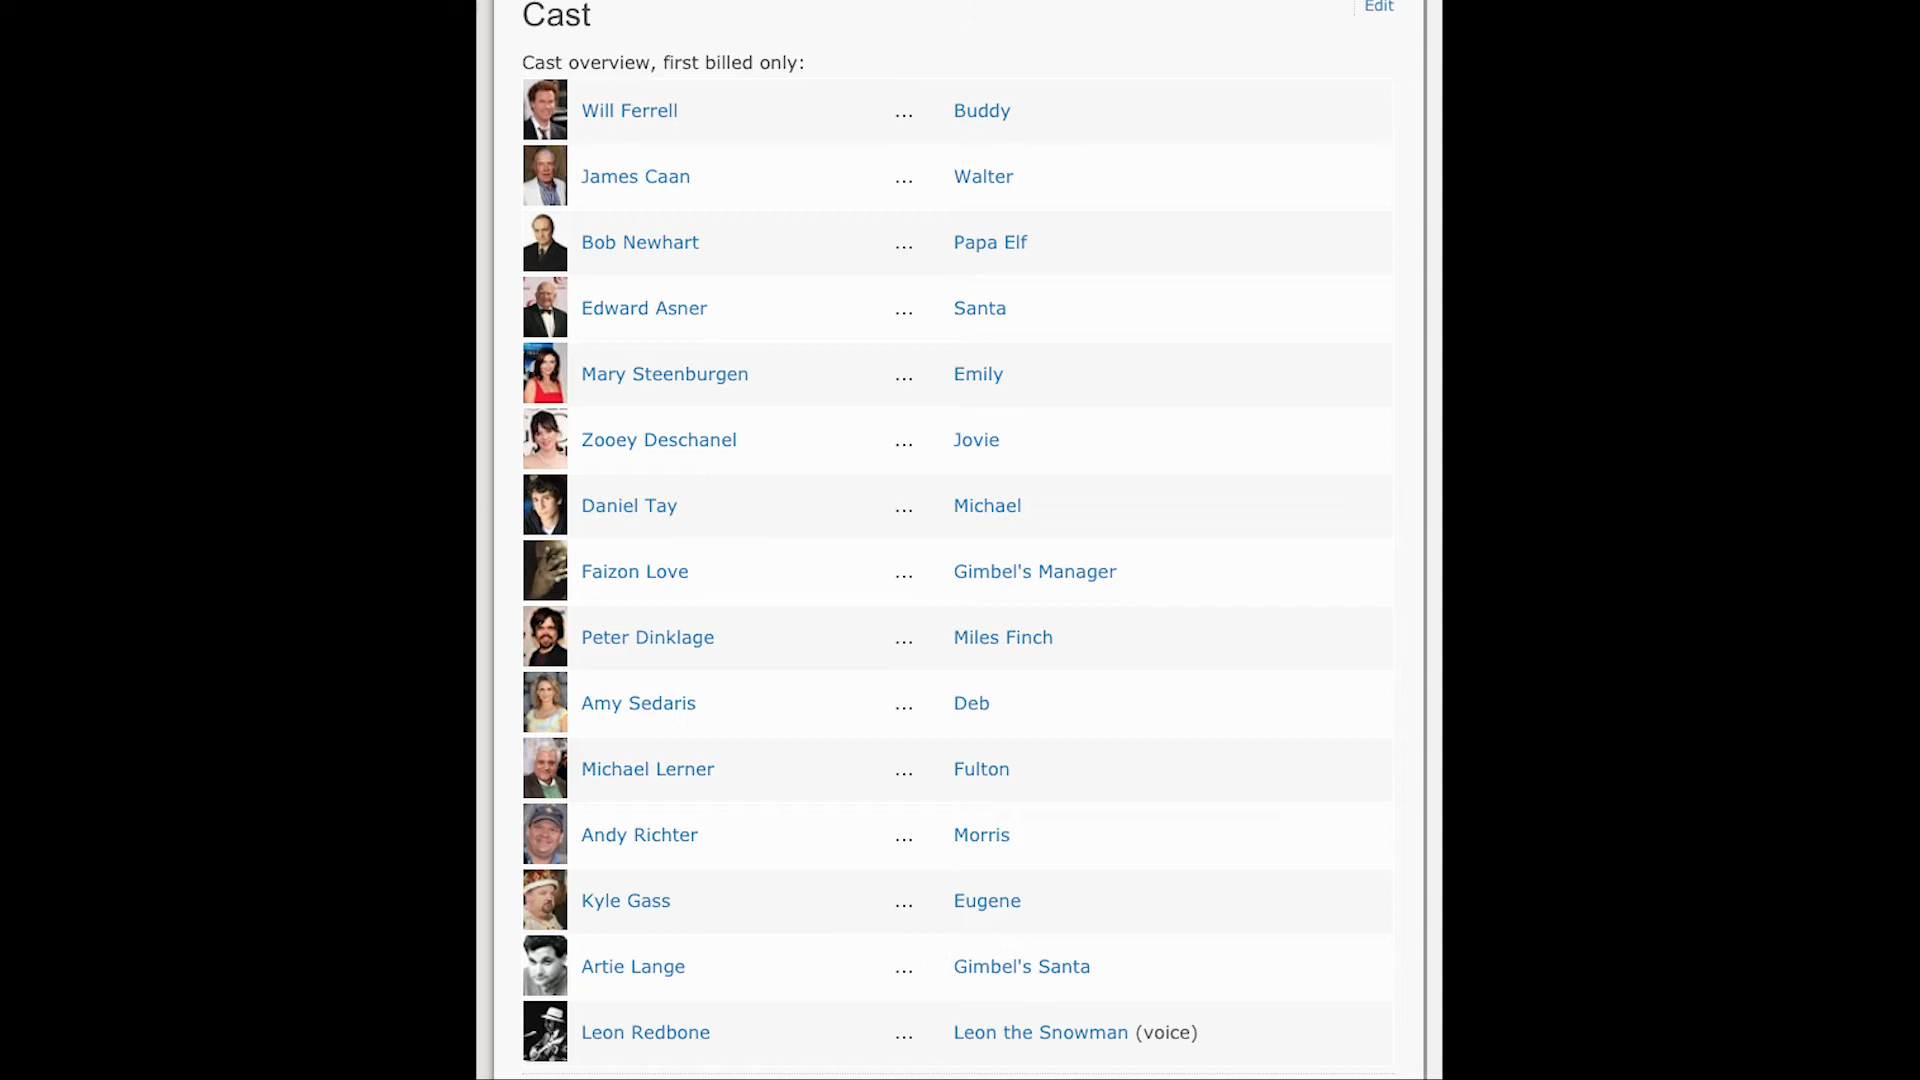 Cast
Edit
Cast overview, first billed only:
Will Ferrell ... Buddy
James Caan ... Walter
Bob Newhart ... Papa Elf
Edward Asner ... Santa
Mary Steenburgen ... Emily
Zooey Deschanel ... Jovie
Daniel Tay ... Michael
Faizon Love ... Gimbel's Manager
Peter Dinklage ... Miles Finch
Amy Sedaris ... Deb
Michael Lerner ... Fulton
Andy Richter ... Morris
Kyle Gass ... Eugene
Artie Lange ... Gimbel's Santa
Leon Redbone ... Leon the Snowman (voice)